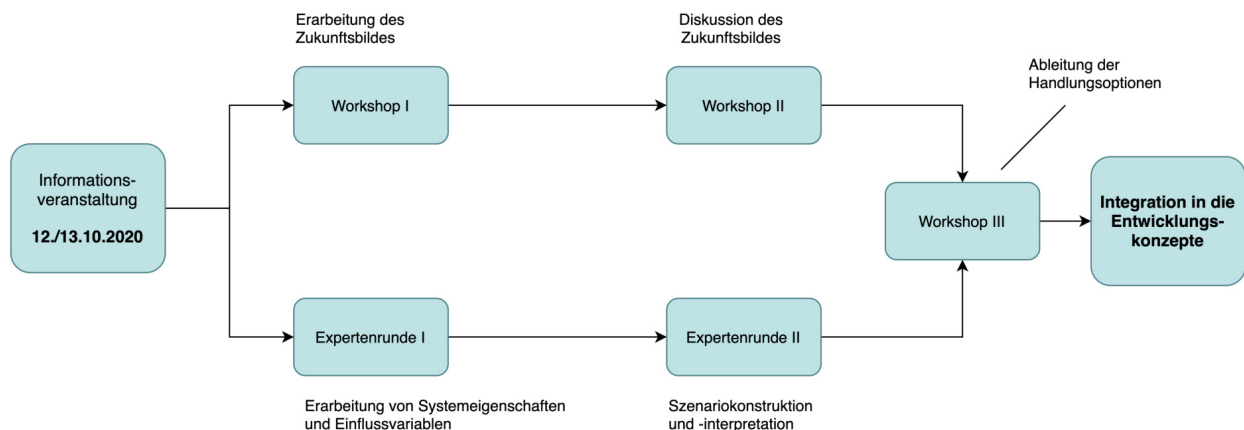 Erarbeitung des
Zukunftsbildes
Diskussion des
Zukunftsbildes
Ableitung der
Handlungsoptionen
Workshop I
Workshop II
Informations-
veranstaltung
12./13.10.2020
Workshop III
Integration in die
Entwicklungs-
konzepte
Expertenrunde I
Expertenrunde II
Erarbeitung von Systemeigenschaften
und Einflussvariablen
Szenariokonstruktion
und -interpretation